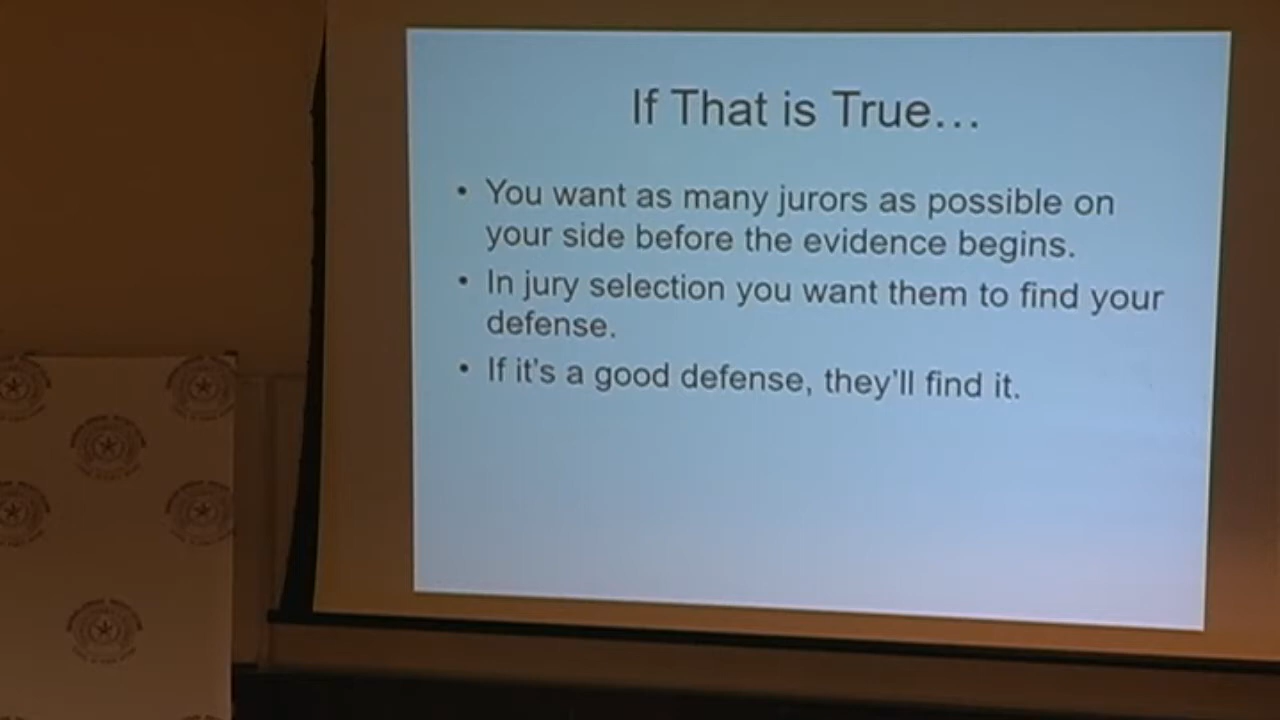 If That is True…
• You want as many jurors as possible on
your side before the evidence begins.
• In jury selection you want them to find your
defense.
• If it's a good defense, they'll find it.